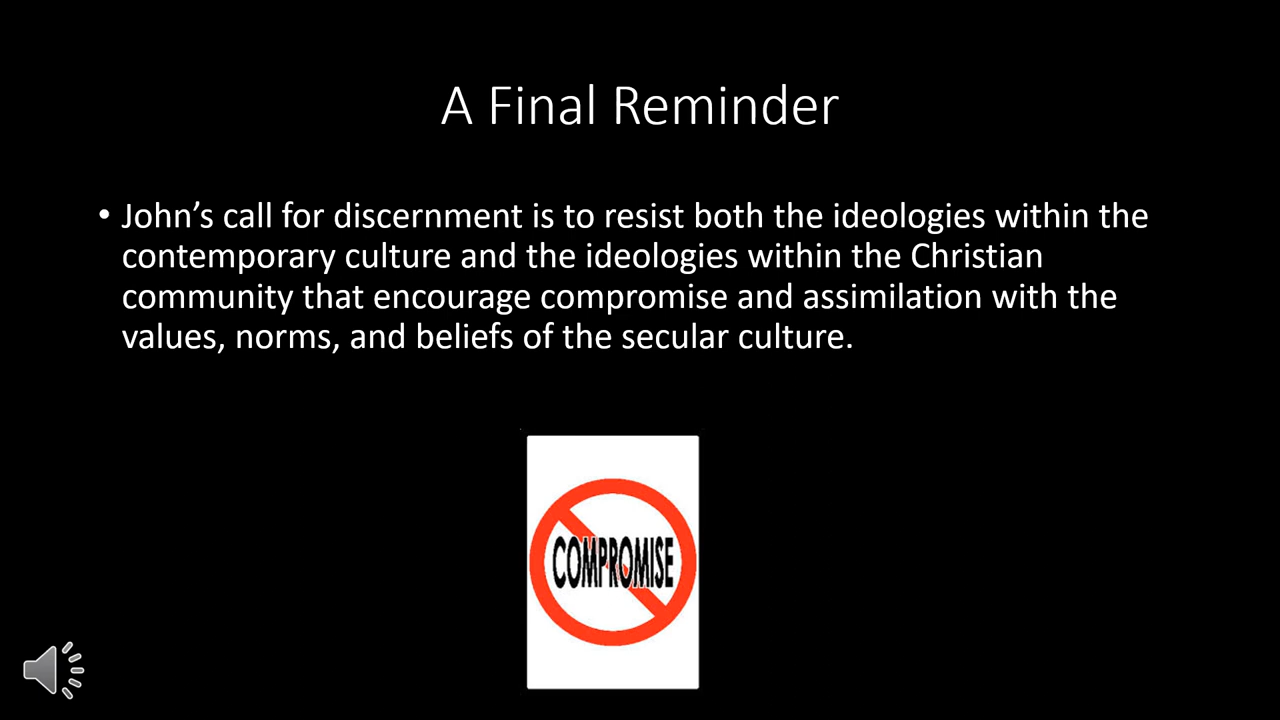 A Final Reminder
• John’s call for discernment is to resist both the ideologies within the
contemporary culture and the ideologies within the Christian
community that encourage compromise and assimilation with the
values, norms, and beliefs of the secular culture.
COMPROMISE